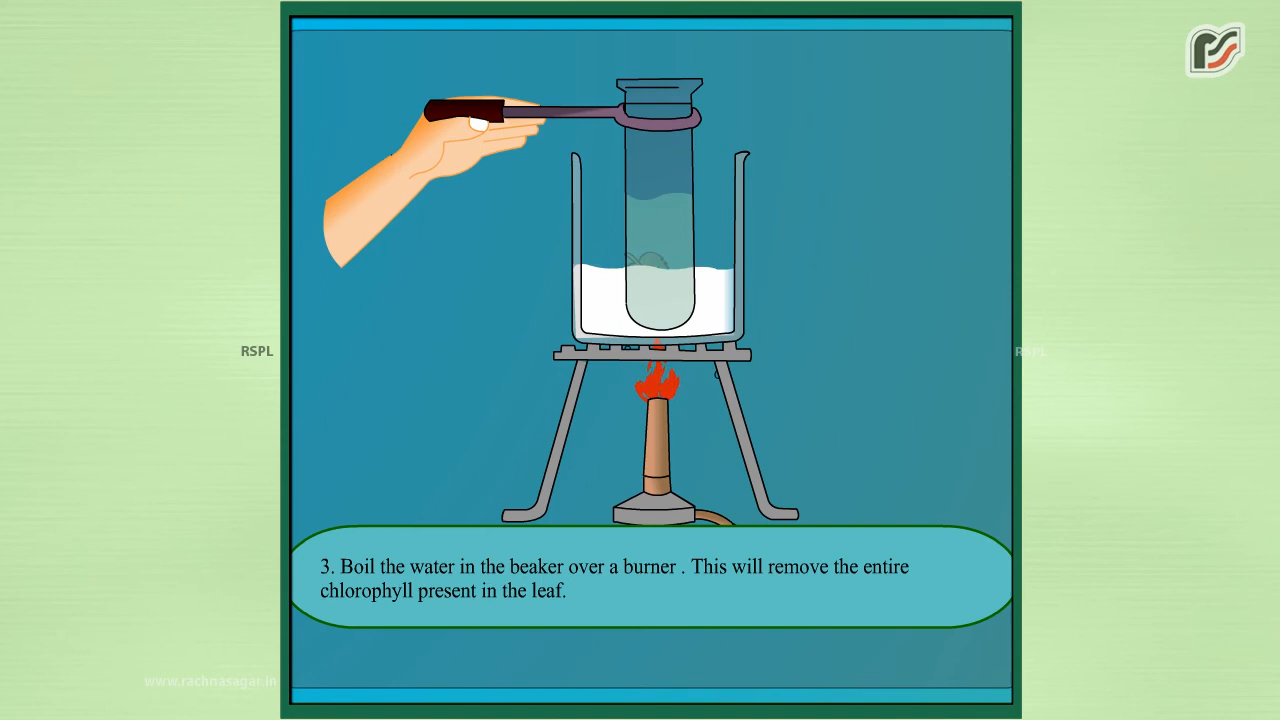 RSPL
RSPL
3. Boil the water in the beaker over a burner . This will remove the entire
chlorophyll present in the leaf.
www.rachnasagar.in